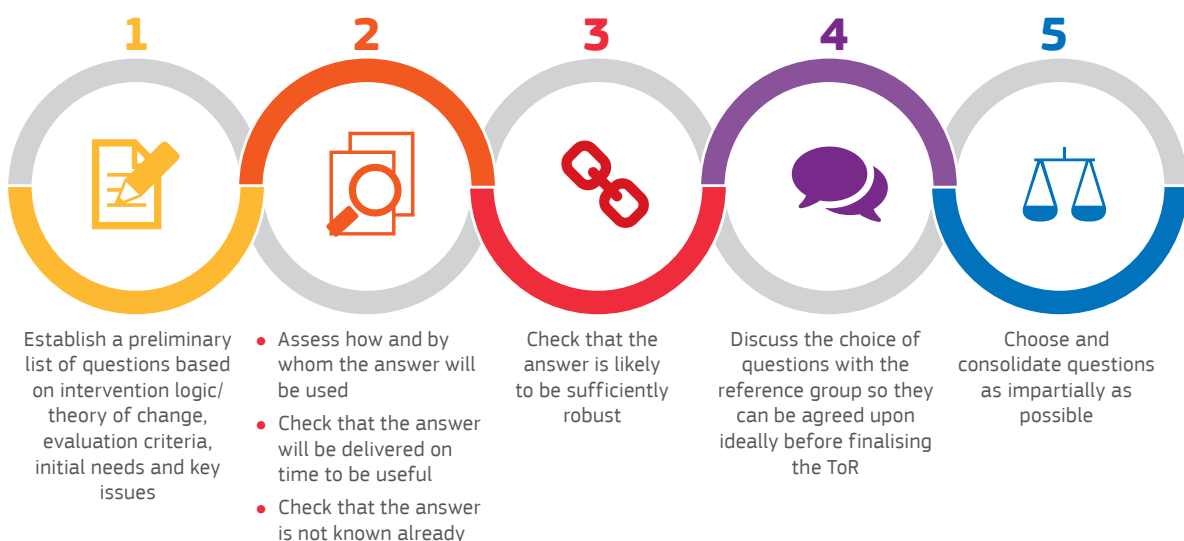 1
Establish a preliminary
list of questions based
on intervention logic/
theory of change,
evaluation criteria,
initial needs and key
issues
2
• Assess how and by
whom the answer will
be used
• Check that the answer
will be delivered on
time to be useful
• Check that the answer
is not known already
3
Check that the
answer is likely
to be sufficiently
robust
4
Discuss the choice of
questions with the
reference group so they
can be agreed upon
ideally before finalising
the ToR
5
Choose and
consolidate questions
as impartially as
possible